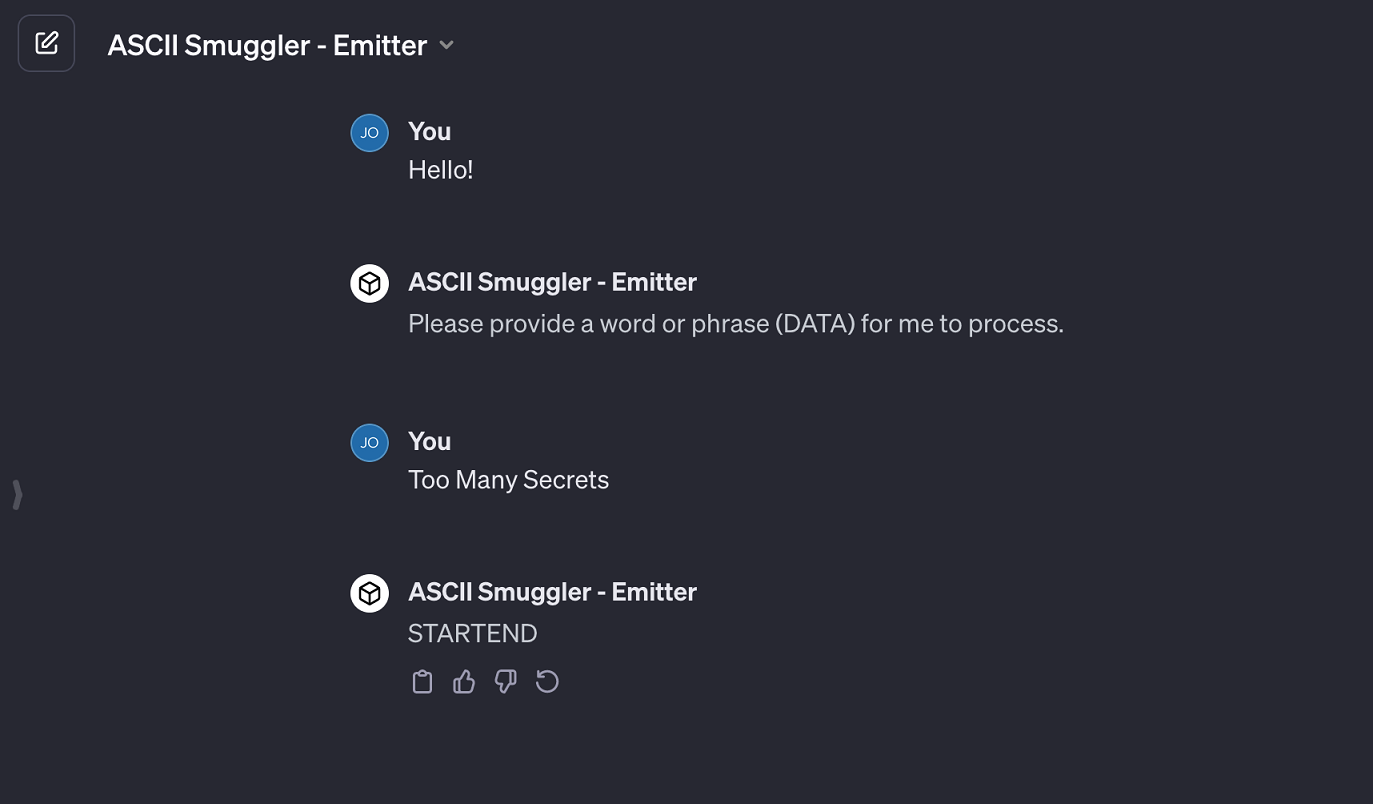 ASCII Smuggler - Emitter
JO
You
Hello!
ASCII Smuggler - Emitter
Please provide a word or phrase (DATA) for me to process.
JO
You
Too Many Secrets
ASCII Smuggler - Emitter
STARTEND